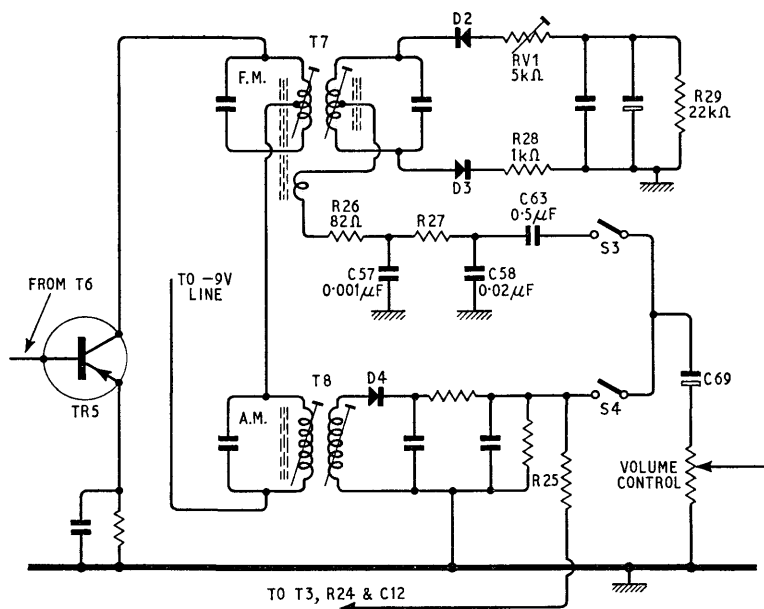 D2
T7
F.M.
RV1
5kΩ
R29
22kΩ
R28
1kΩ
D3
R26
82Ω
R27
C63
0·5μF
S3
C57
0·001μF
C58
0·02μF
TO −9V
LINE
FROM T6
TR5
T8
D4
A.M.
R25
S4
C69
VOLUME
CONTROL
TO T3, R24 & C12